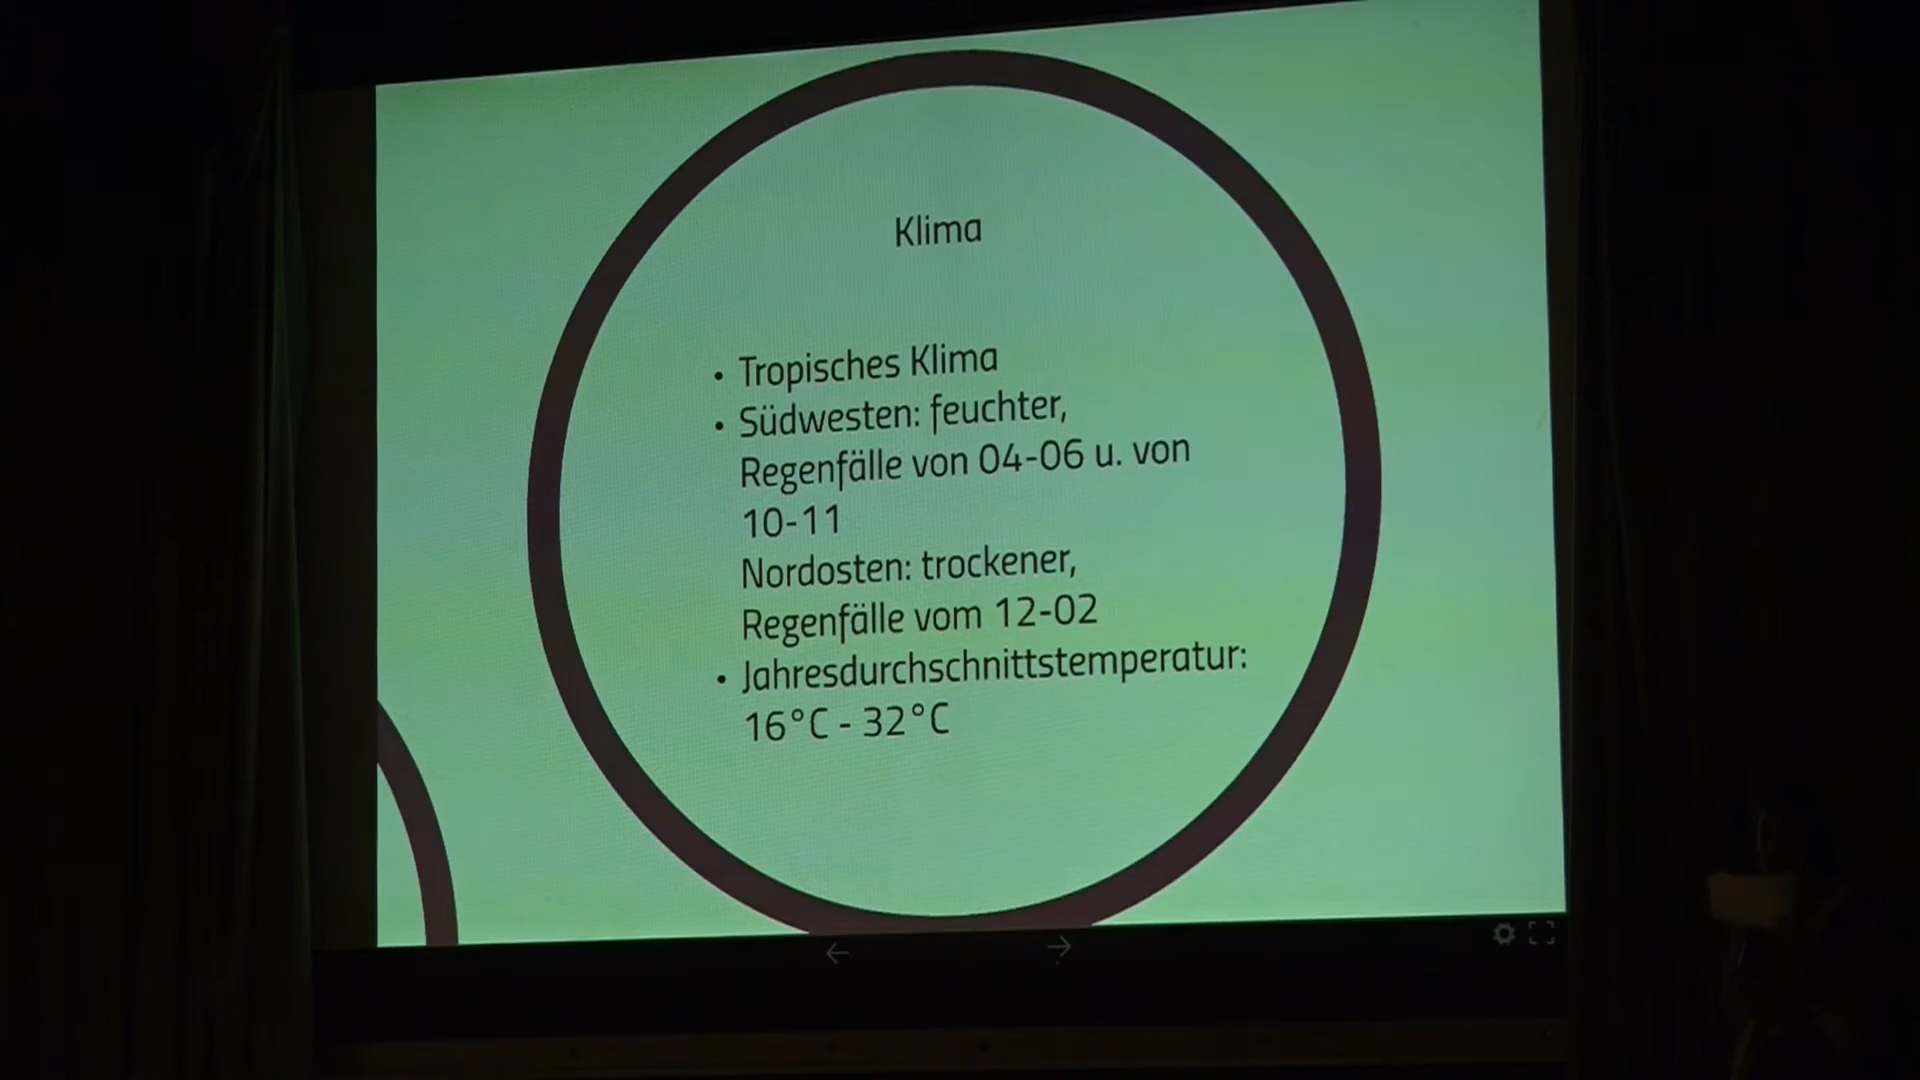 Klima
• Tropisches Klima
• Südwesten: feuchter,
Regenfälle von 04-06 u. von
10-11
Nordosten: trockener,
Regenfälle vom 12-02
• Jahresdurchschnittstemperatur:
16°C - 32°C